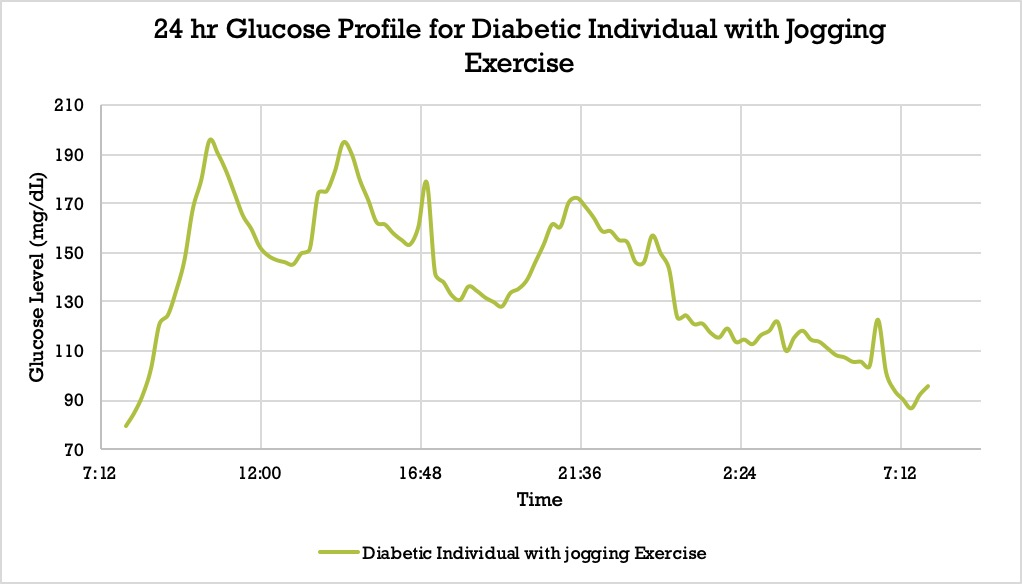 24 hr Glucose Profile for Diabetic Individual with Jogging
Exercise
210
190
170
150
130
110
90
70
Glucose Level (mg/dL)
7:12
12:00
16:48
21:36
2:24
7:12
Time
Diabetic Individual with jogging Exercise